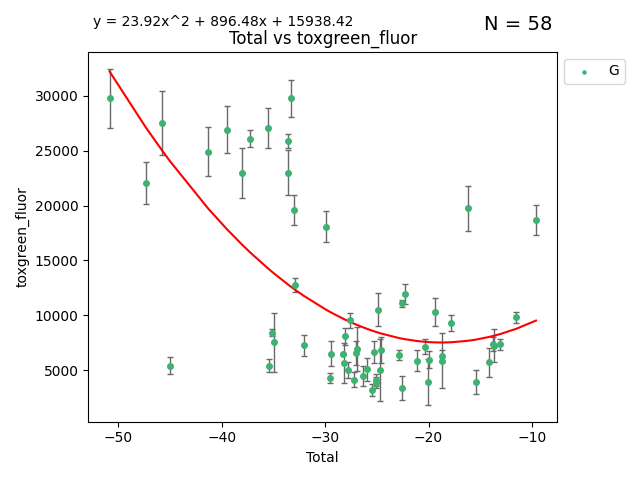 y = 23.92x^2 + 896.48x + 15938.42
N = 58
Total vs toxgreen_fluor
G
toxgreen_fluor
30000
25000
20000
15000
10000
5000
−50
−40
−30
−20
−10
Total